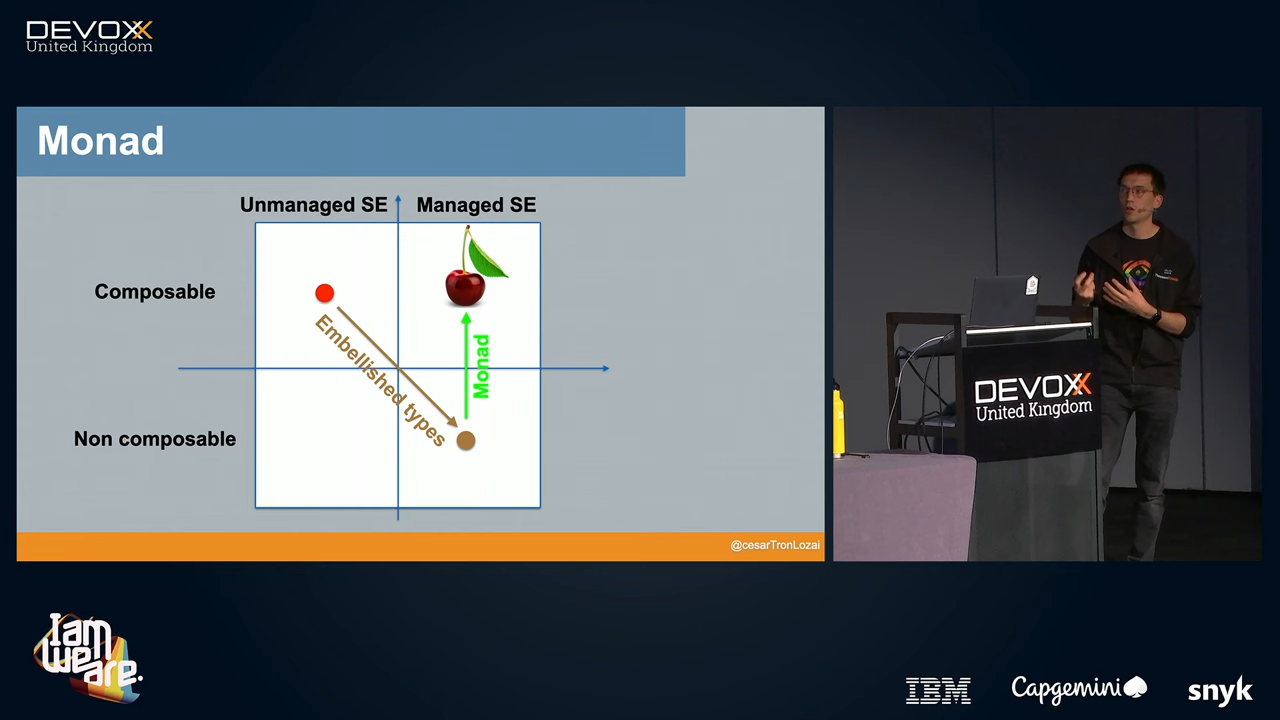 DEVOXX
United Kingdom
Monad
Unmanaged SE
Managed SE
Composable
Embellished types
Monad
Non composable
@cesarTronLozai
DEVOXX
United Kingdom
I am
We
are.
IBM
Capgemini
snyk